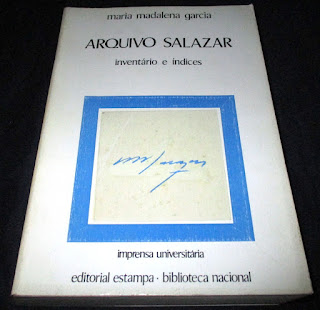 maria madalena garcia
ARQUIVO SALAZAR
inventário e índices
imprensa universitária
editorial estampa · biblioteca nacional